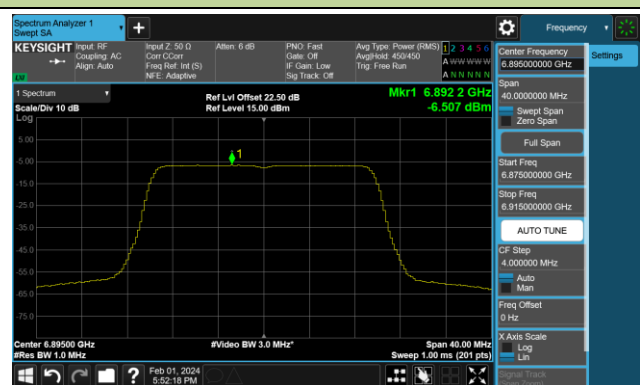 Spectrum Analyzer 1
Swept SA
Frequency
KEYSIGHT
Input: RF
Coupling: AC
Align: Auto
Input Z: 50 Ω
Corr CCorr
Freq Ref: Int (S)
NFE: Adaptive
Atten: 6 dB
PNO: Fast
Gate: Off
IF Gain: Low
Sig Track: Off
Avg Type: Power (RMS)
Avg|Hold: 450/450
Trig: Free Run
1 2 3 4 5 6
A W W W W W
A N N N N N
LW
1 Spectrum
Scale/Div 10 dB
Log
Ref Lvl Offset 22.50 dB
Ref Level 15.00 dBm
Mkr1 6.892 2 GHz
-6.507 dBm
1
5.00
-5.00
-15.0
-25.0
-35.0
-45.0
-55.0
-65.0
-75.0
Center 6.89500 GHz
#Res BW 1.0 MHz
#Video BW 3.0 MHz*
Span 40.00 MHz
Sweep 1.00 ms (201 pts)
Feb 01, 2024
5:52:18 PM
Center Frequency
6.895000000 GHz
Settings
Span
40.0000000 MHz
Swept Span
Zero Span
Full Span
Start Freq
6.875000000 GHz
Stop Freq
6.915000000 GHz
AUTO TUNE
CF Step
4.000000 MHz
Auto
Man
Freq Offset
0 Hz
X Axis Scale
Log
Lin
Signal Track